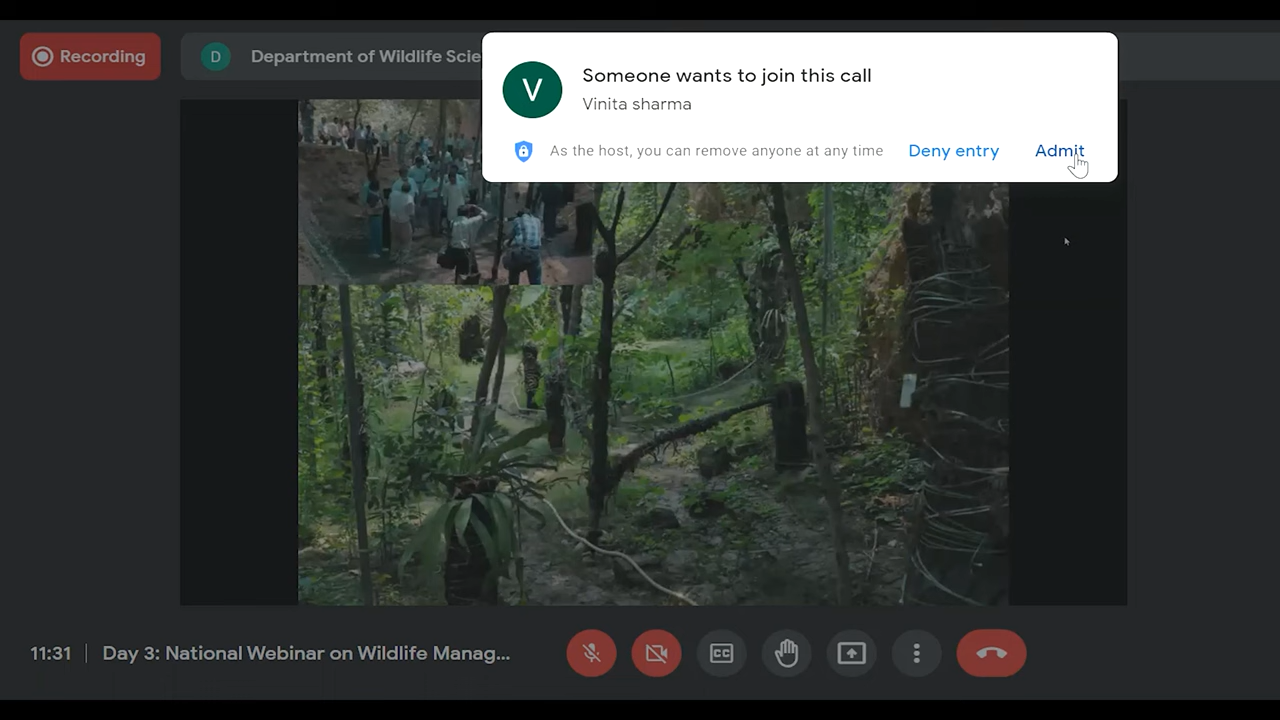 Recording
D
Department of Wildlife Scie
V
Someone wants to join this call
Vinita sharma
As the host, you can remove anyone at any time
Deny entry
Admit
11:31
Day 3: National Webinar on Wildlife Manag...
CC